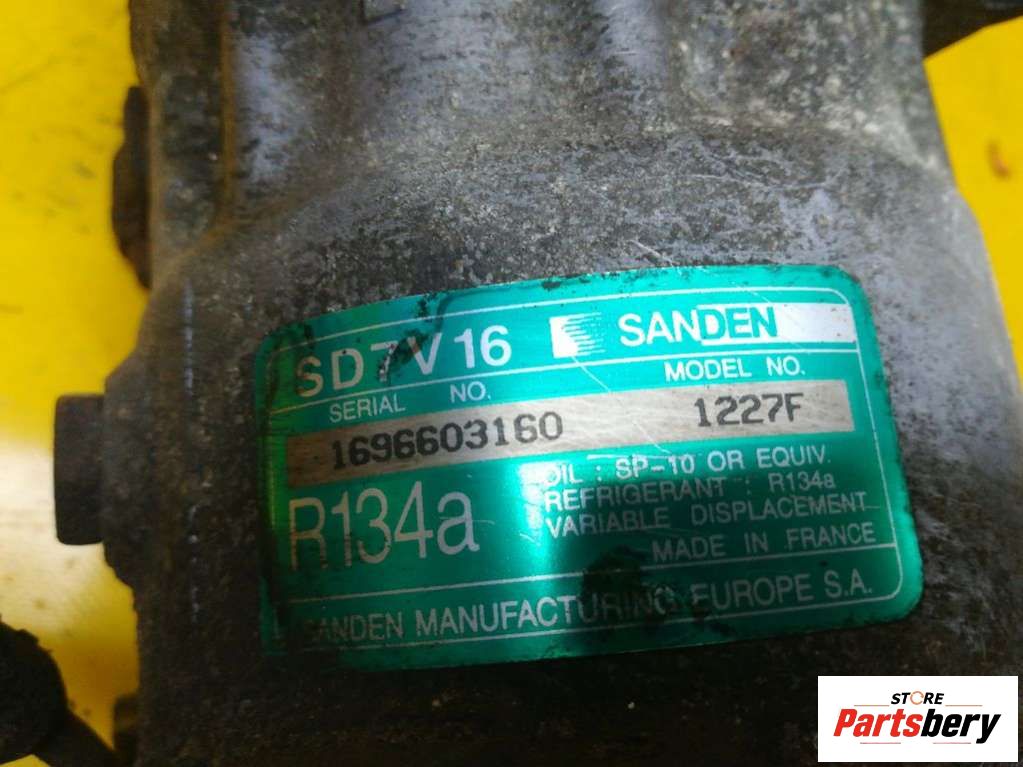 SD7V16 SANDEN
SERIAL NO. MODEL NO.
1696603160 1227F
R134a
OIL : SP-10 OR EQUIV.
REFRIGERANT : R134a
VARIABLE DISPLACEMENT
MADE IN FRANCE
SANDEN MANUFACTURING EUROPE S.A.
STORE
Partsbery